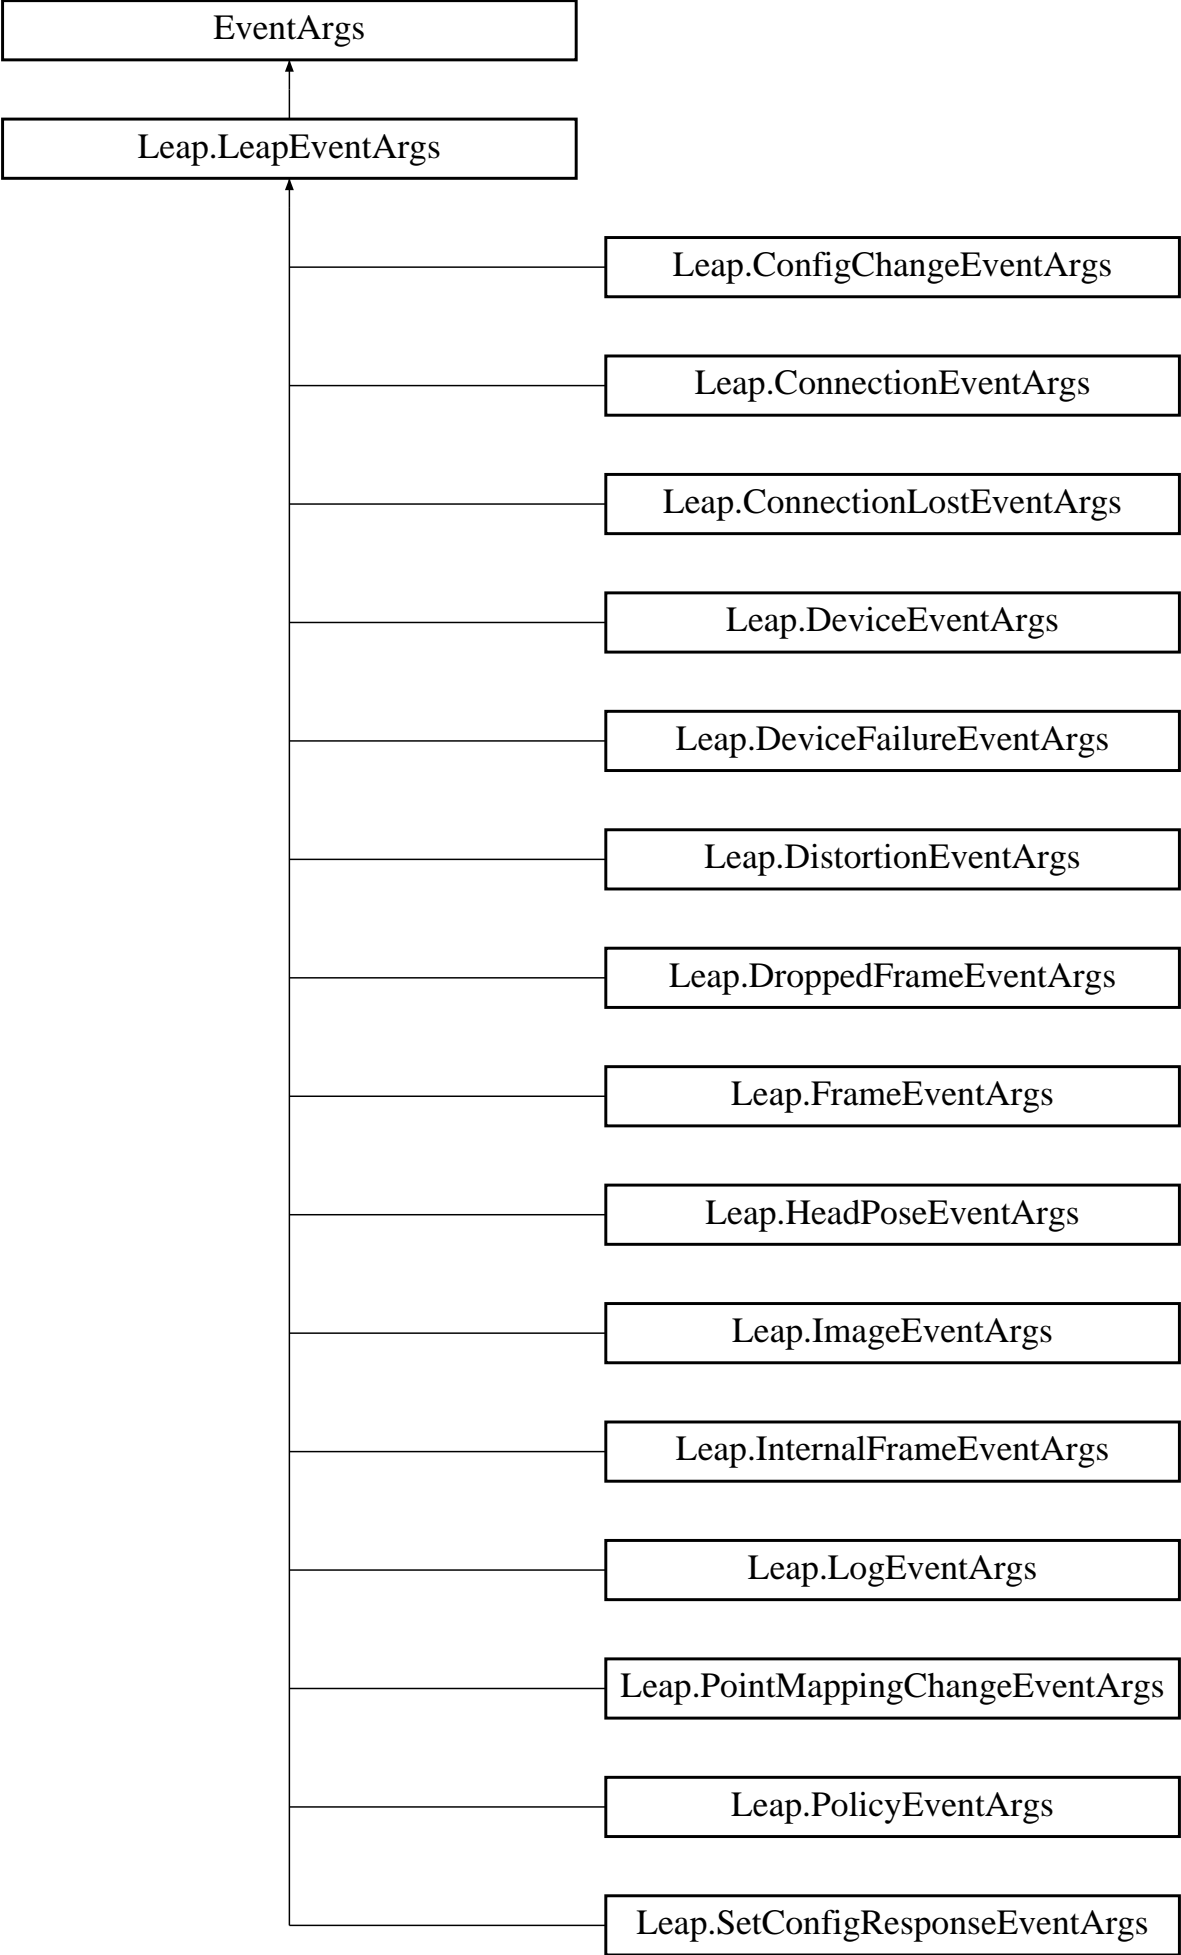 EventArgs
Leap.LeapEventArgs
Leap.ConfigChangeEventArgs
Leap.ConnectionEventArgs
Leap.ConnectionLostEventArgs
Leap.DeviceEventArgs
Leap.DeviceFailureEventArgs
Leap.DistortionEventArgs
Leap.DroppedFrameEventArgs
Leap.FrameEventArgs
Leap.HeadPoseEventArgs
Leap.ImageEventArgs
Leap.InternalFrameEventArgs
Leap.LogEventArgs
Leap.PointMappingChangeEventArgs
Leap.PolicyEventArgs
Leap.SetConfigResponseEventArgs